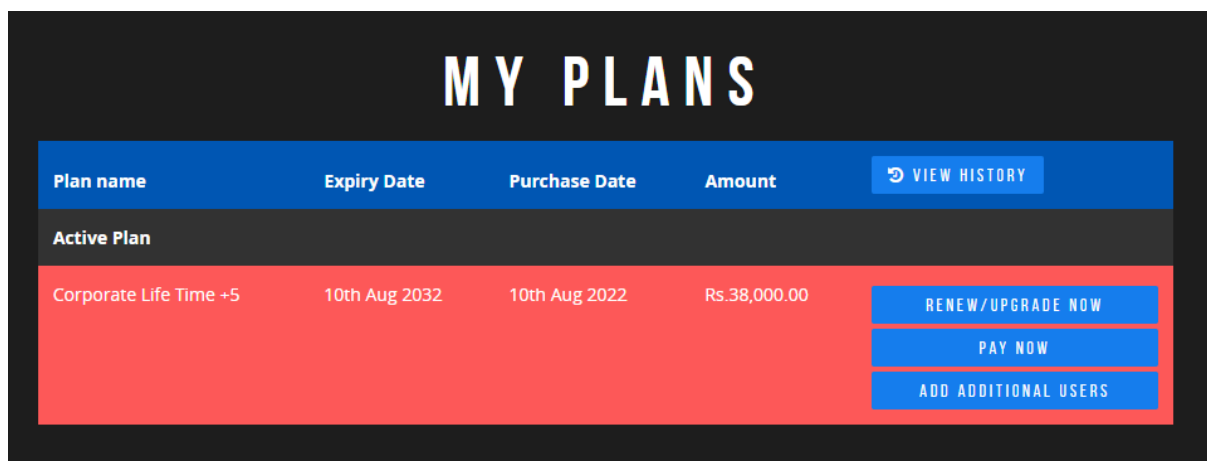 MY PLANS
Plan name Expiry Date Purchase Date Amount VIEW HISTORY
Active Plan
Corporate Life Time +5 10th Aug 2032 10th Aug 2022 Rs.38,000.00
RENEW/UPGRADE NOW
PAY NOW
ADD ADDITIONAL USERS